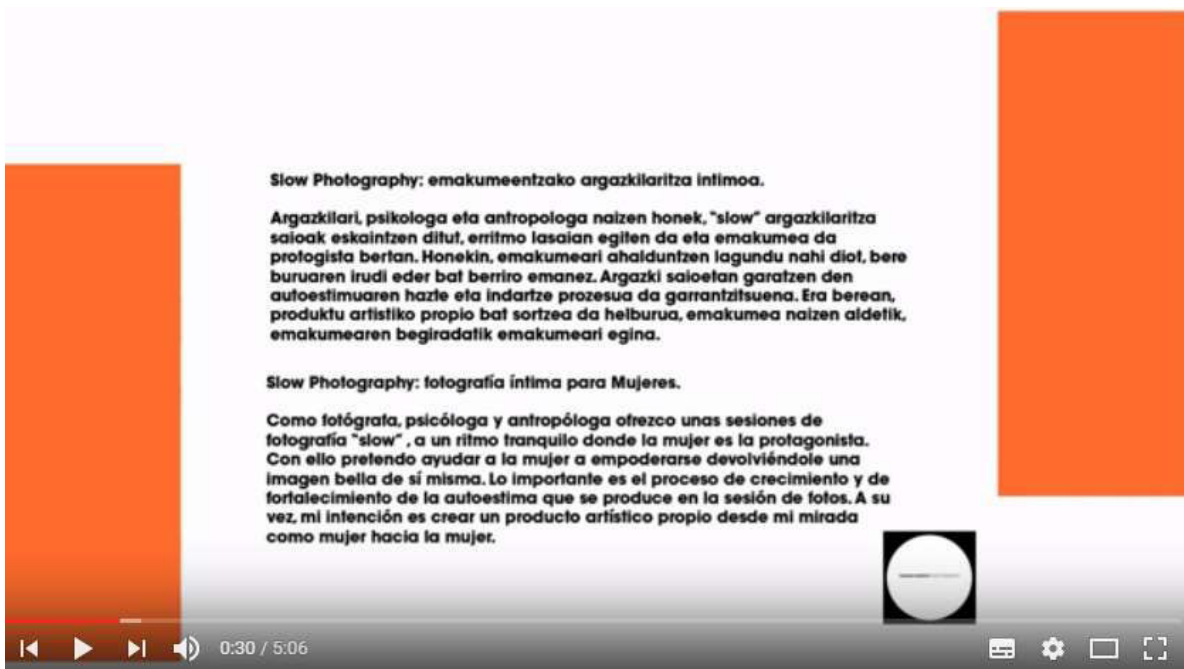 Slow Photography: emakumeentzako argazkilaritza intimoa.
Argazkilari, psikologa eta antropologa naizen honek, "slow" argazkilaritza
saioak eskaintzen ditut, erritmo lasaian egiten da eta emakumea da
protogista bertan. Honekin, emakumeari ahalduntzen lagundu nahi diot, bere
buruaren irudi eder bat berriro emanez. Argazki saioetan garatzen den
autoestimuaren hazte eta indartze prozesua da garrantzitsuena. Era berean,
produktu artistiko propio bat sortzea da helburua, emakumea naizen aldetik,
emakumearen begiradatik emakumeari egina.
Slow Photography: fotografía íntima para Mujeres.
Como fotógrafa, psicóloga y antropóloga ofrezco unas sesiones de
fotografía "slow" , a un ritmo tranquilo donde la mujer es la protagonista.
Con ello pretendo ayudar a la mujer a empoderarse devolviéndole una
imagen bella de sí misma. Lo importante es el proceso de crecimiento y de
fortalecimiento de la autoestima que se produce en la sesión de fotos. A su
vez, mi intención es crear un producto artístico propio desde mi mirada
como mujer hacia la mujer.
0:30 / 5:06